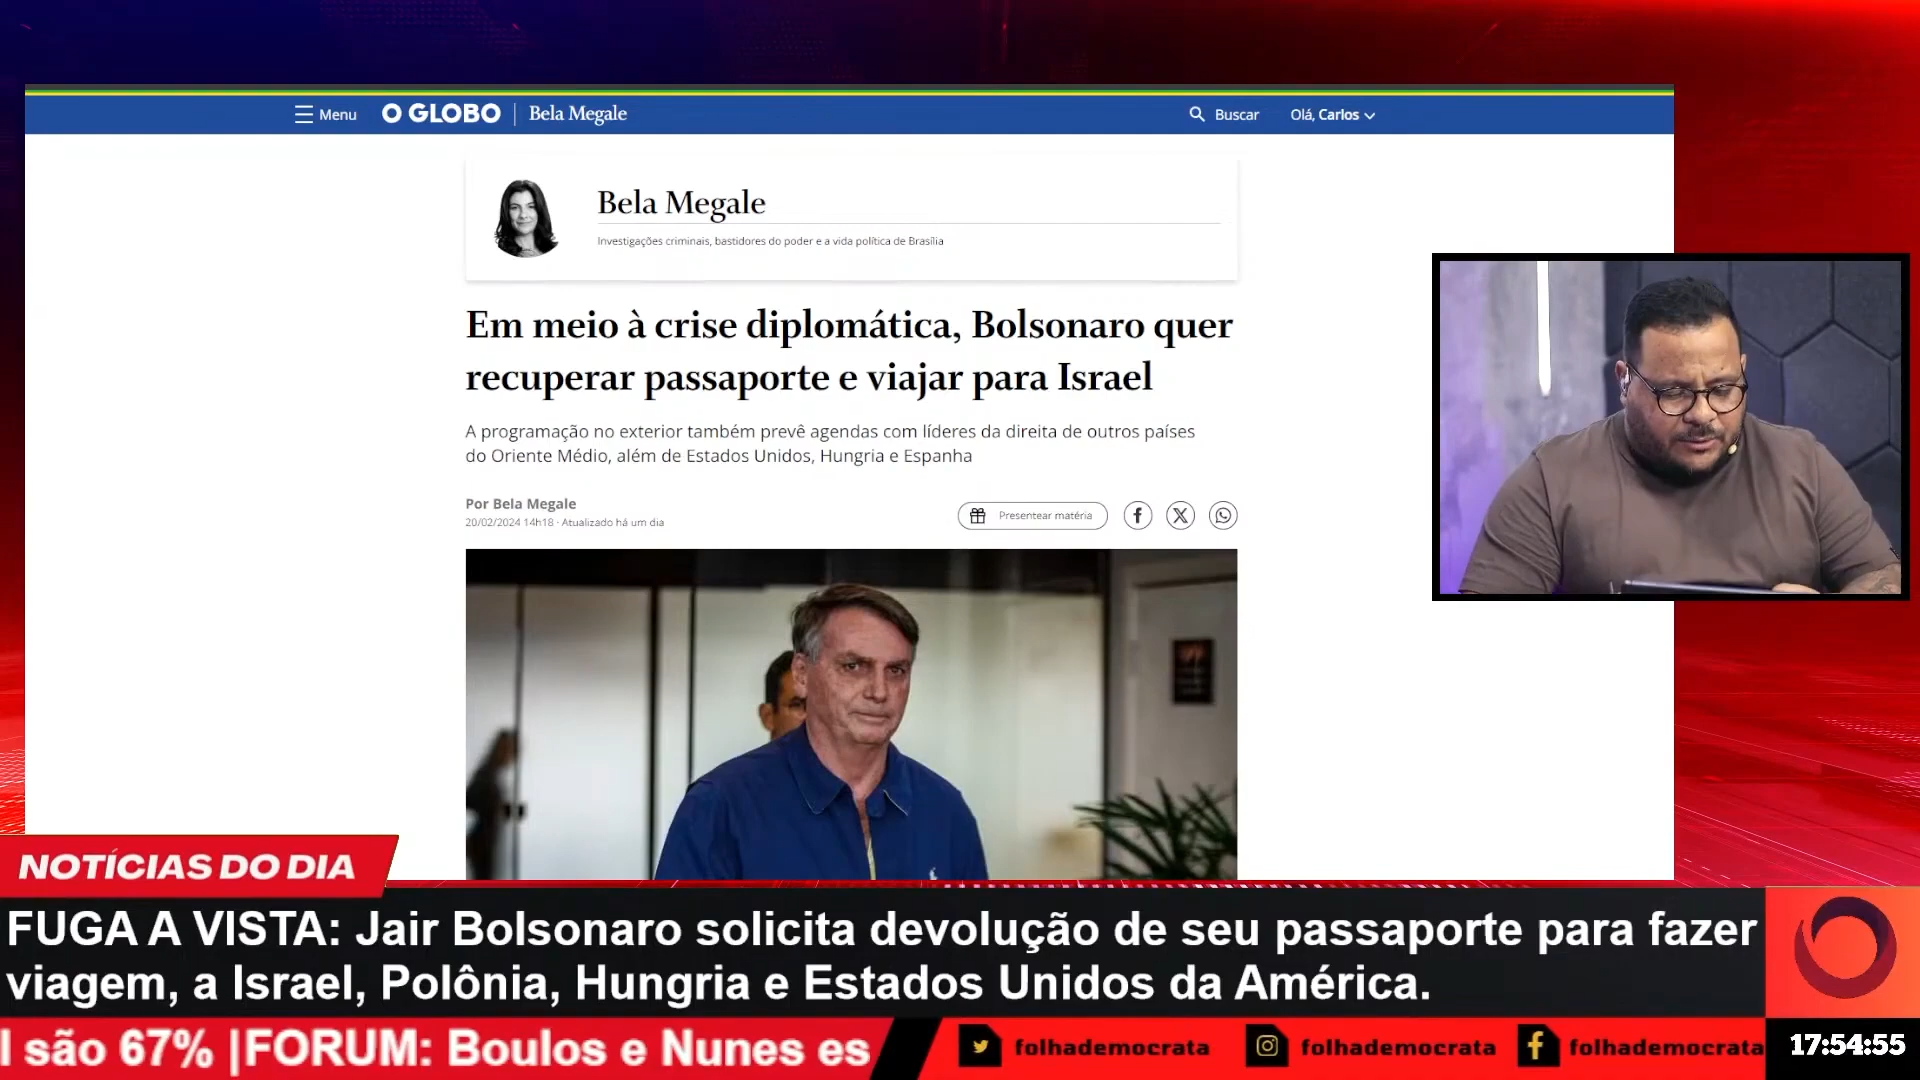 Menu
O GLOBO | Bela Megale
Buscar
Olá, Carlos
Bela Megale
Investigações criminais, bastidores do poder e a vida política de Brasília
Em meio à crise diplomática, Bolsonaro quer
recuperar passaporte e viajar para Israel
A programação no exterior também prevê agendas com líderes da direita de outros países
do Oriente Médio, além de Estados Unidos, Hungria e Espanha
Por Bela Megale
20/02/2024 14h18 · Atualizado há um dia
Presentear matéria
NOTÍCIAS DO DIA
FUGA A VISTA: Jair Bolsonaro solicita devolução de seu passaporte para fazer
viagem, a Israel, Polônia, Hungria e Estados Unidos da América.
l são 67% |FORUM: Boulos e Nunes es
folhademocrata
folhademocrata
folhademocrata
17:54:55